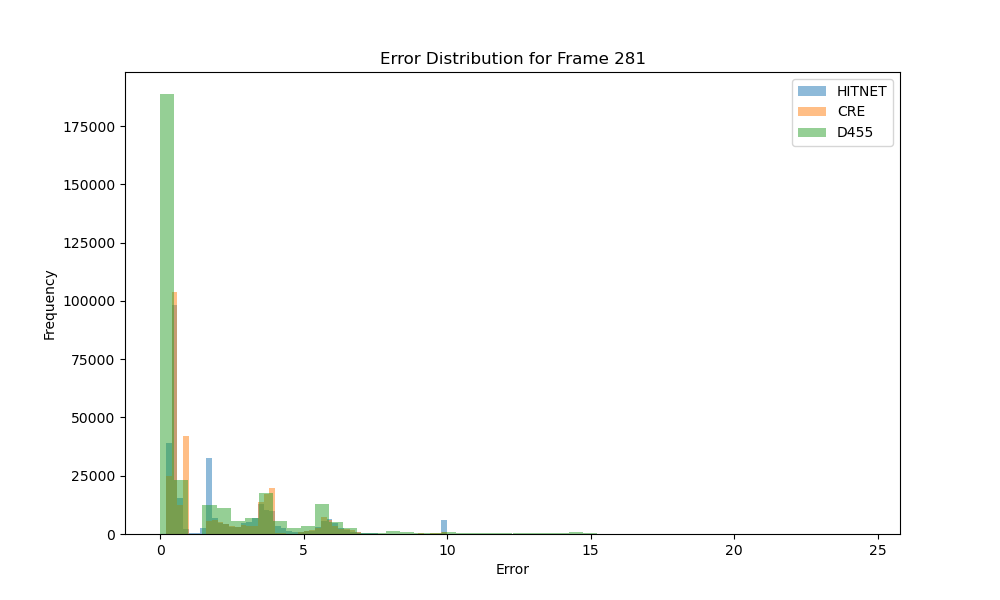 Error Distribution for Frame 281
HITNET
CRE
D455
175000
150000
125000
100000
75000
50000
25000
0
Frequency
0 5 10 15 20 25
Error